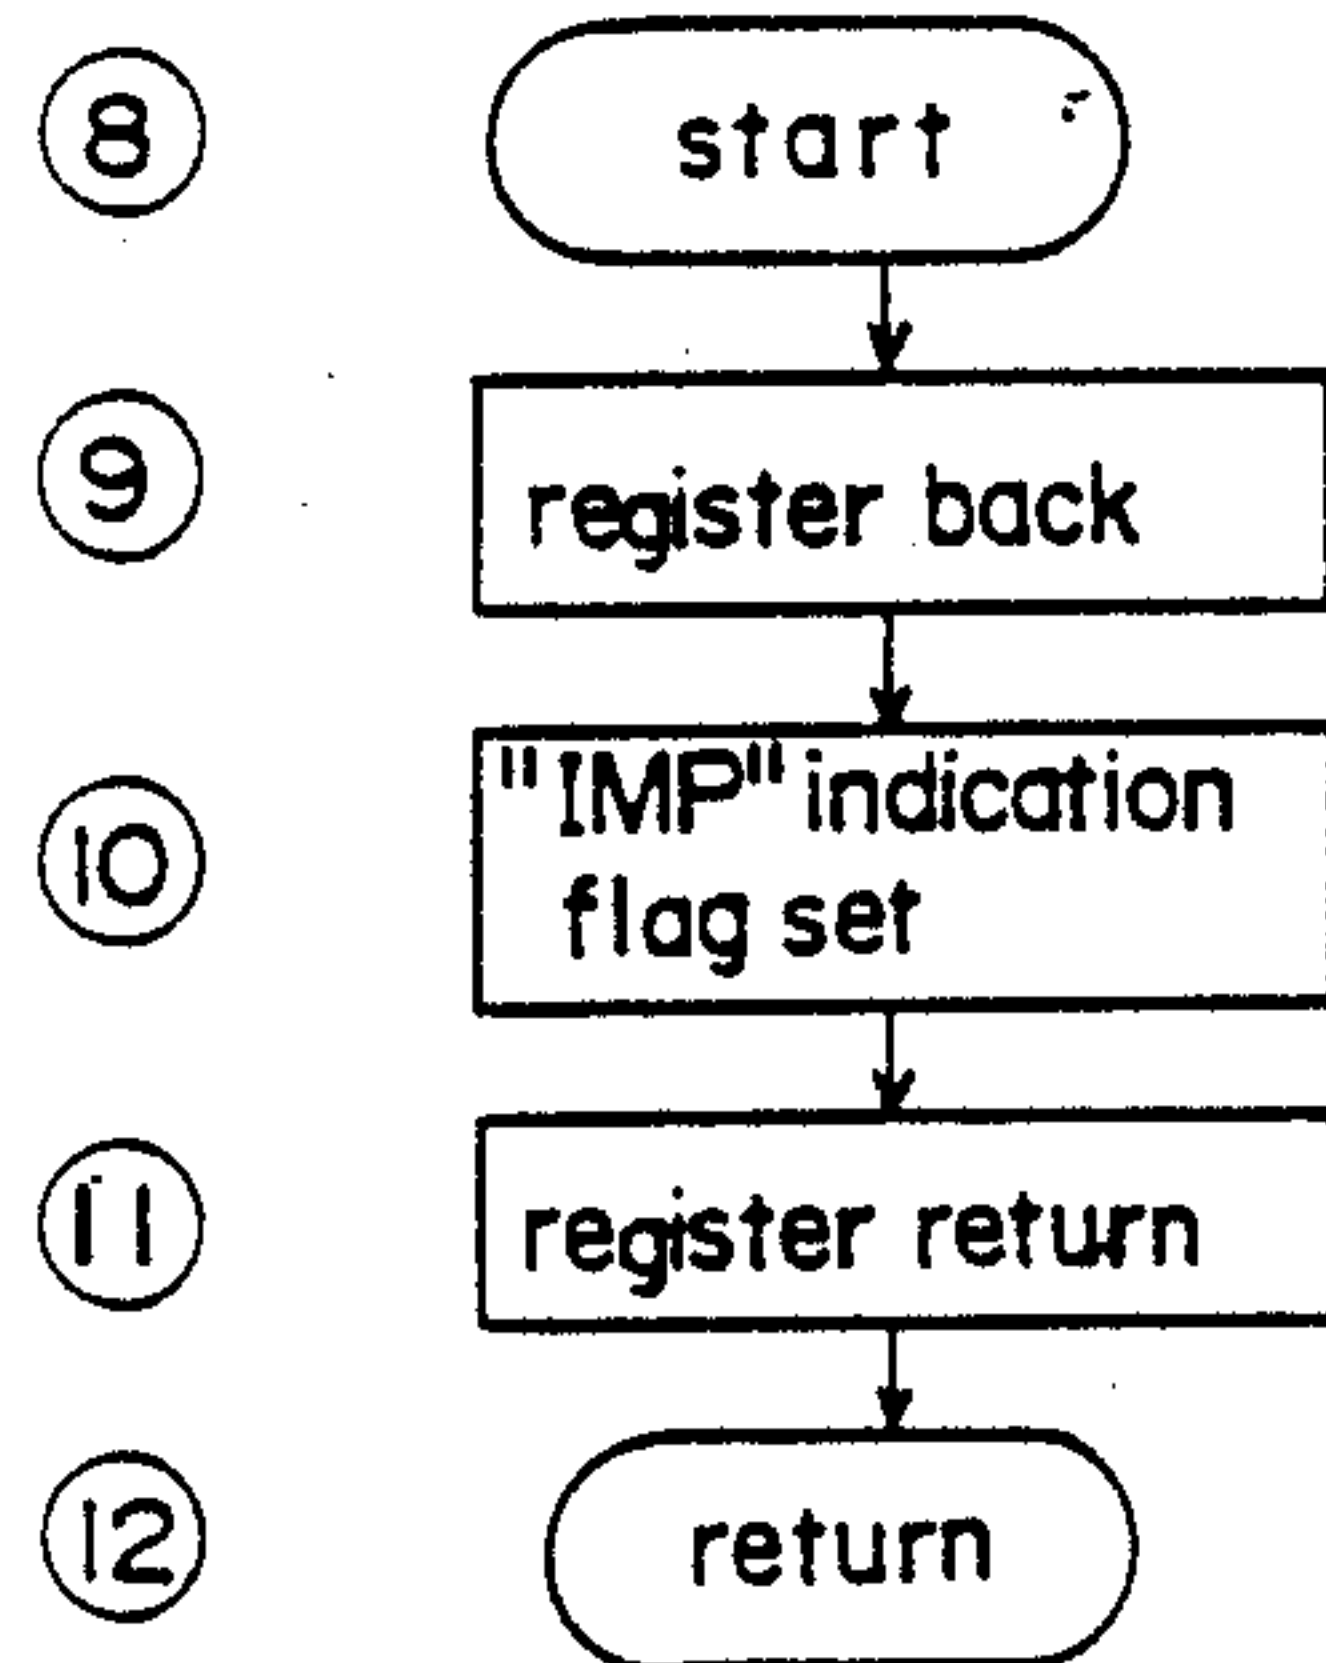 8
start
9
register back
10
"IMP" indication
flag set
11
register return
12
return